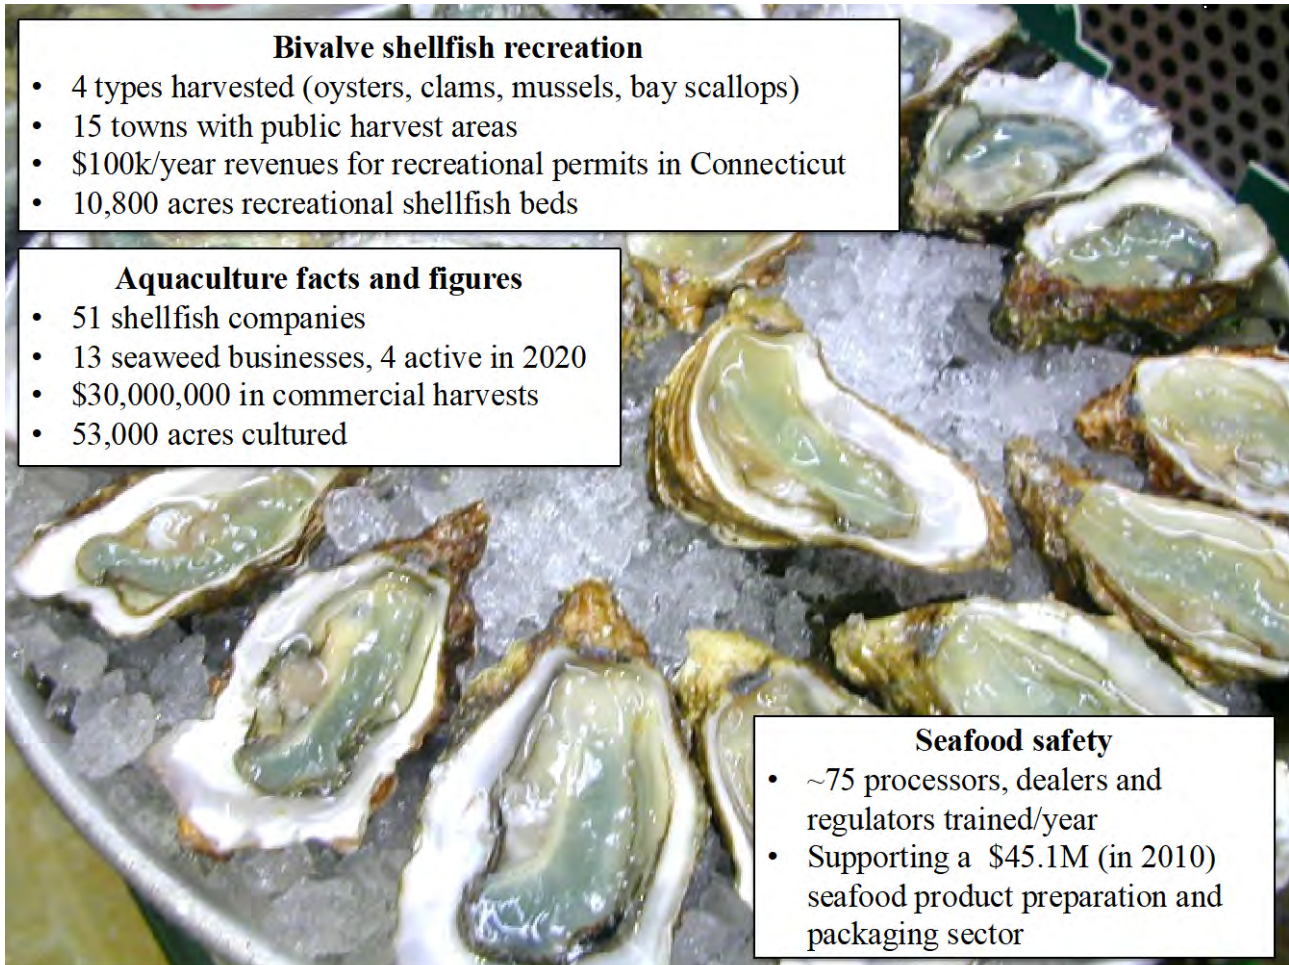 Bivalve shellfish recreation
• 4 types harvested (oysters, clams, mussels, bay scallops)
• 15 towns with public harvest areas
• $100k/year revenues for recreational permits in Connecticut
• 10,800 acres recreational shellfish beds
Aquaculture facts and figures
• 51 shellfish companies
• 13 seaweed businesses, 4 active in 2020
• $30,000,000 in commercial harvests
• 53,000 acres cultured
Seafood safety
• ~75 processors, dealers and
regulators trained/year
• Supporting a  $45.1M (in 2010)
seafood product preparation and
packaging sector